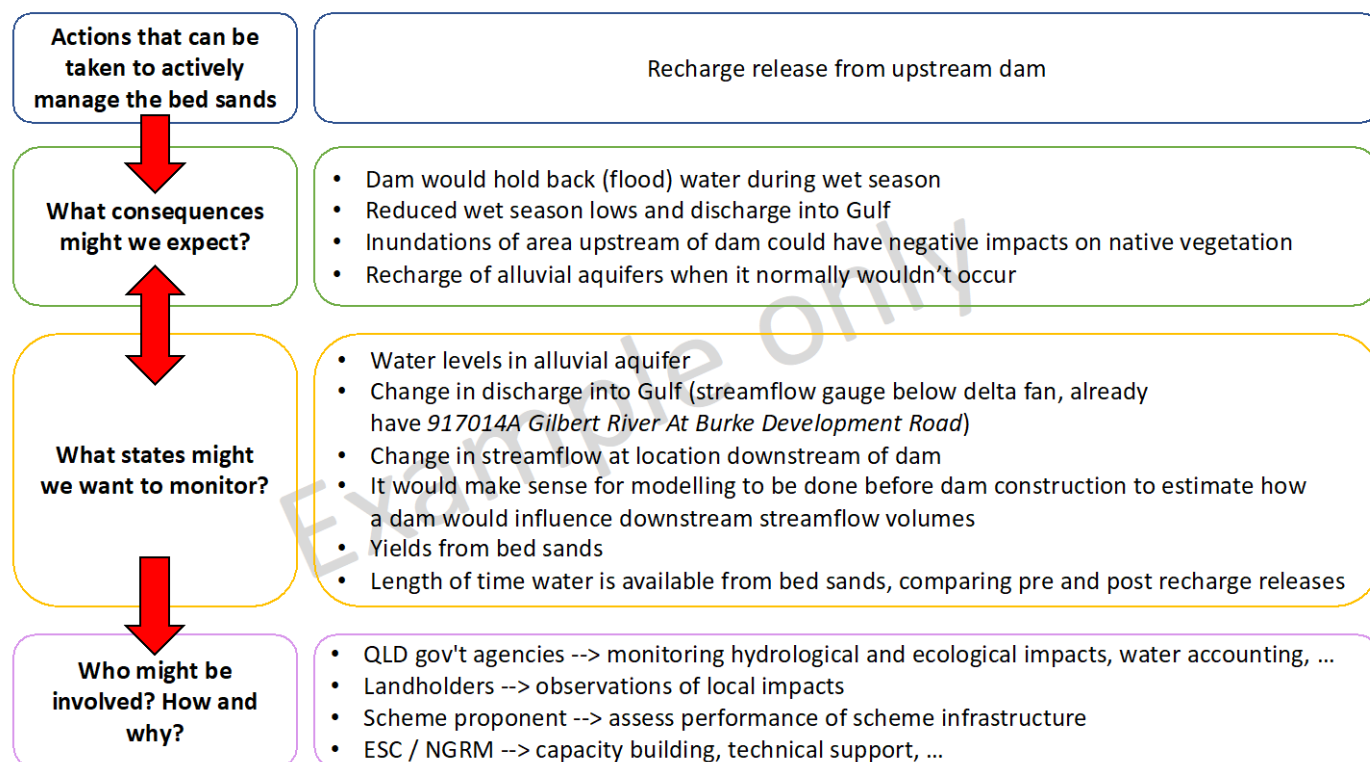 Actions that can be
taken to actively
manage the bed sands
Recharge release from upstream dam
What consequences
might we expect?
• Dam would hold back (flood) water during wet season
• Reduced wet season lows and discharge into Gulf
• Inundations of area upstream of dam could have negative impacts on native vegetation
• Recharge of alluvial aquifers when it normally wouldn't occur
What states might
we want to monitor?
• Water levels in alluvial aquifer
• Change in discharge into Gulf (streamflow gauge below delta fan, already
have 917014A Gilbert River At Burke Development Road)
• Change in streamflow at location downstream of dam
• It would make sense for modelling to be done before dam construction to estimate how
a dam would influence downstream streamflow volumes
• Yields from bed sands
• Length of time water is available from bed sands, comparing pre and post recharge releases
Who might be
involved? How and
why?
• QLD gov't agencies --> monitoring hydrological and ecological impacts, water accounting, ...
• Landholders --> observations of local impacts
• Scheme proponent --> assess performance of scheme infrastructure
• ESC / NGRM --> capacity building, technical support, ...
Example only